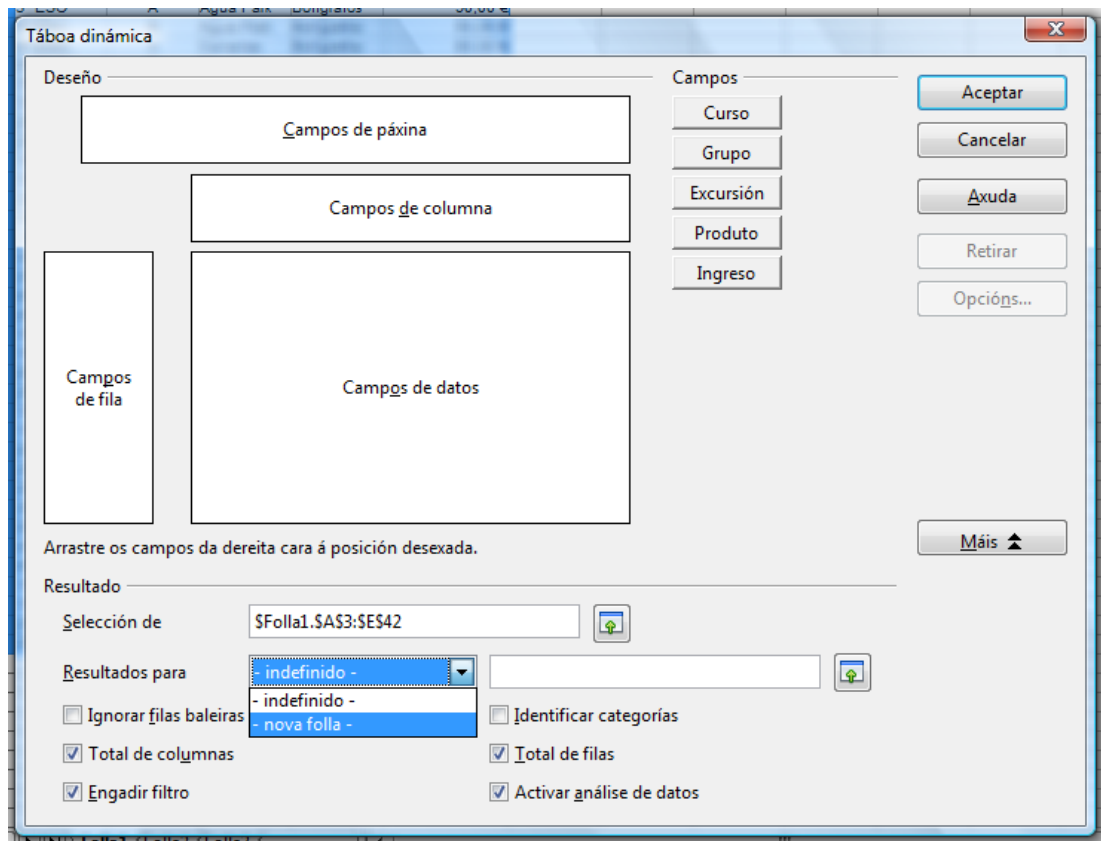 Táboa dinámica
Deseño
Campos de páxina
Campos de columna
Campos
de fila
Campos de datos
Campos
Curso
Grupo
Excursión
Produto
Ingreso
Aceptar
Cancelar
Axuda
Retirar
Opcións...
Máis
Arrastre os campos da dereita cara á posición desexada.
Resultado
Selección de $Folla1.$A$3:$E$42
Resultados para - indefinido -
- indefinido -
- nova folla -
Ignorar filas baleiras
Identificar categorías
Total de columnas
Total de filas
Engadir filtro
Activar análise de datos